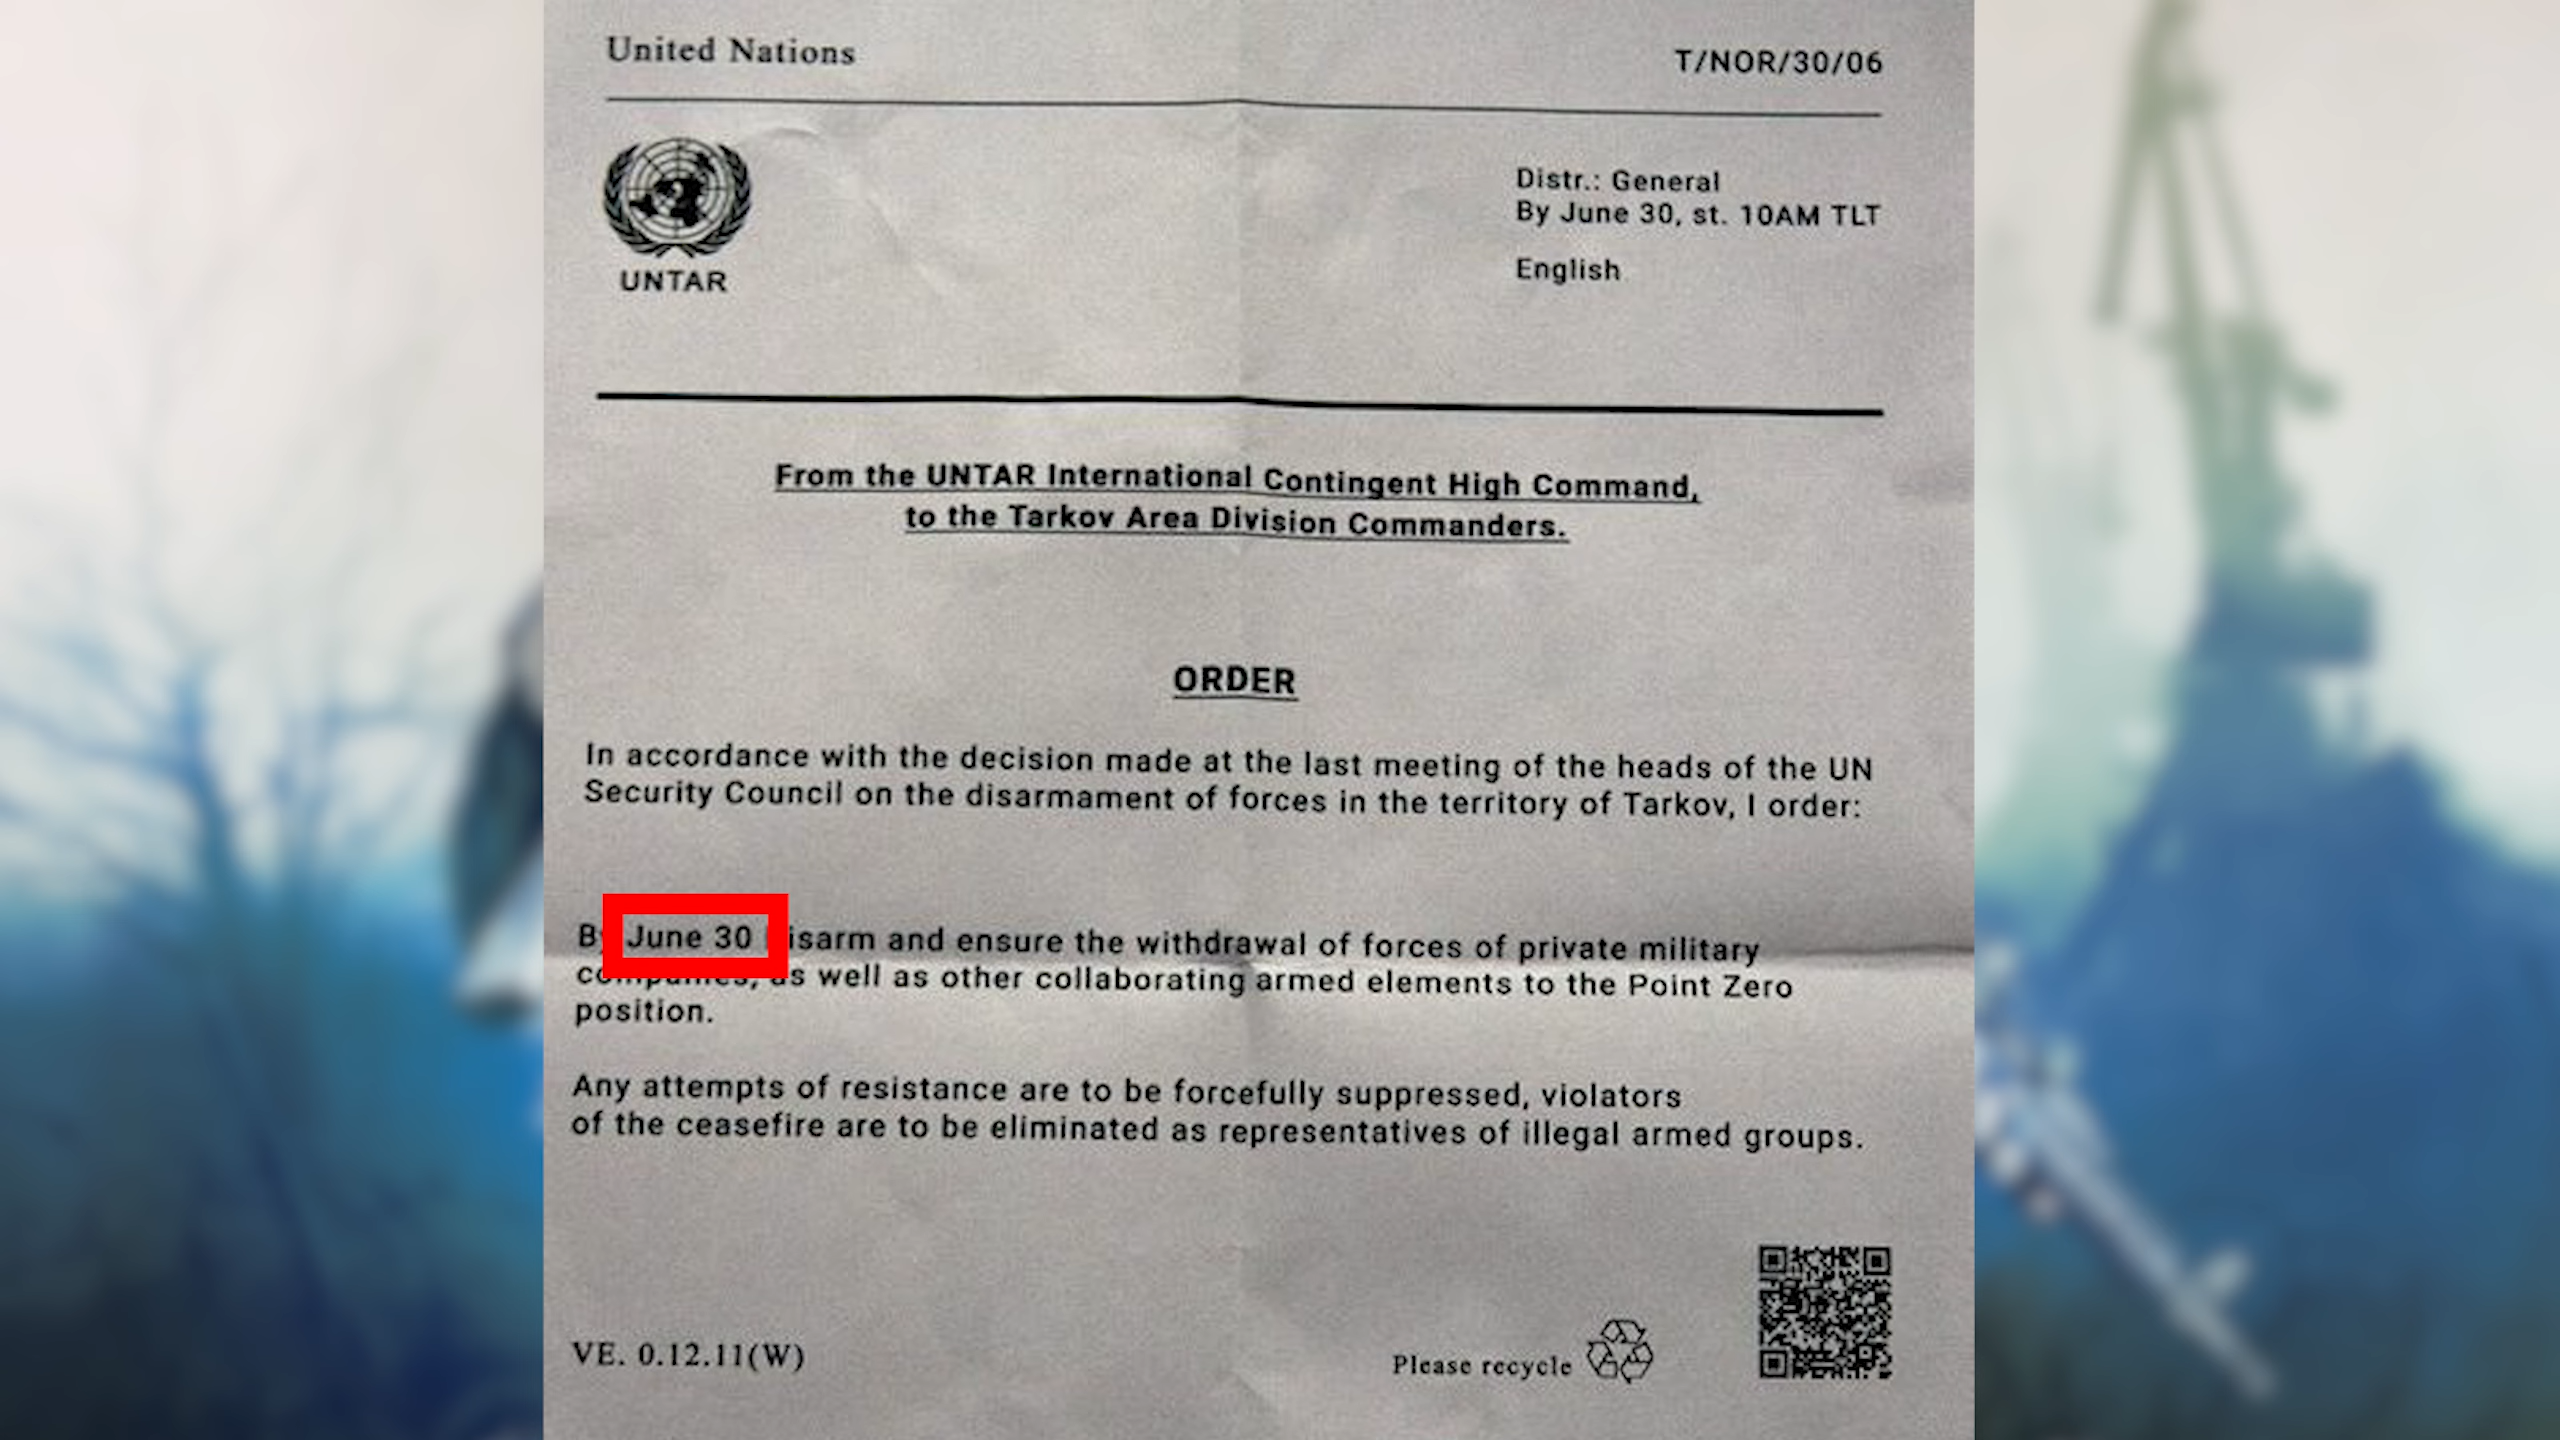 United Nations
T/NOR/30/06
UNTAR
Distr.: General
By June 30, st. 10AM TLT
English
From the UNTAR International Contingent High Command,
to the Tarkov Area Division Commanders.
ORDER
In accordance with the decision made at the last meeting of the heads of the UN
Security Council on the disarmament of forces in the territory of Tarkov, I order:
By June 30 disarm and ensure the withdrawal of forces of private military
companies, as well as other collaborating armed elements to the Point Zero
position.
Any attempts of resistance are to be forcefully suppressed, violators
of the ceasefire are to be eliminated as representatives of illegal armed groups.
VE. 0.12.11(W)
Please recycle